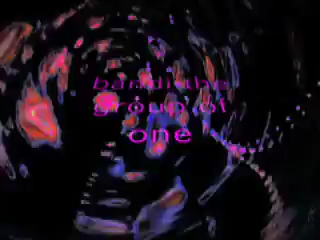 bandi the
group of
one